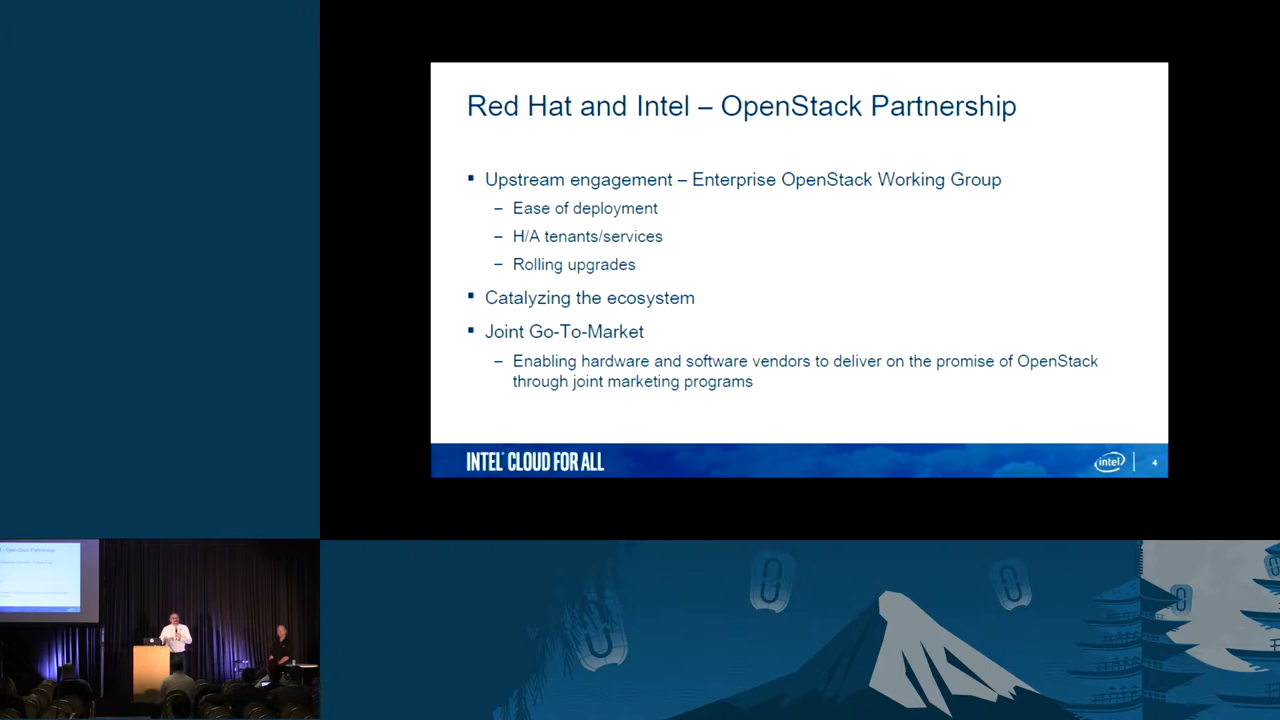 Red Hat and Intel – OpenStack Partnership
▪ Upstream engagement – Enterprise OpenStack Working Group
– Ease of deployment
– H/A tenants/services
– Rolling upgrades
▪ Catalyzing the ecosystem
▪ Joint Go-To-Market
– Enabling hardware and software vendors to deliver on the promise of OpenStack
through joint marketing programs
INTEL® CLOUD FOR ALL
intel
4